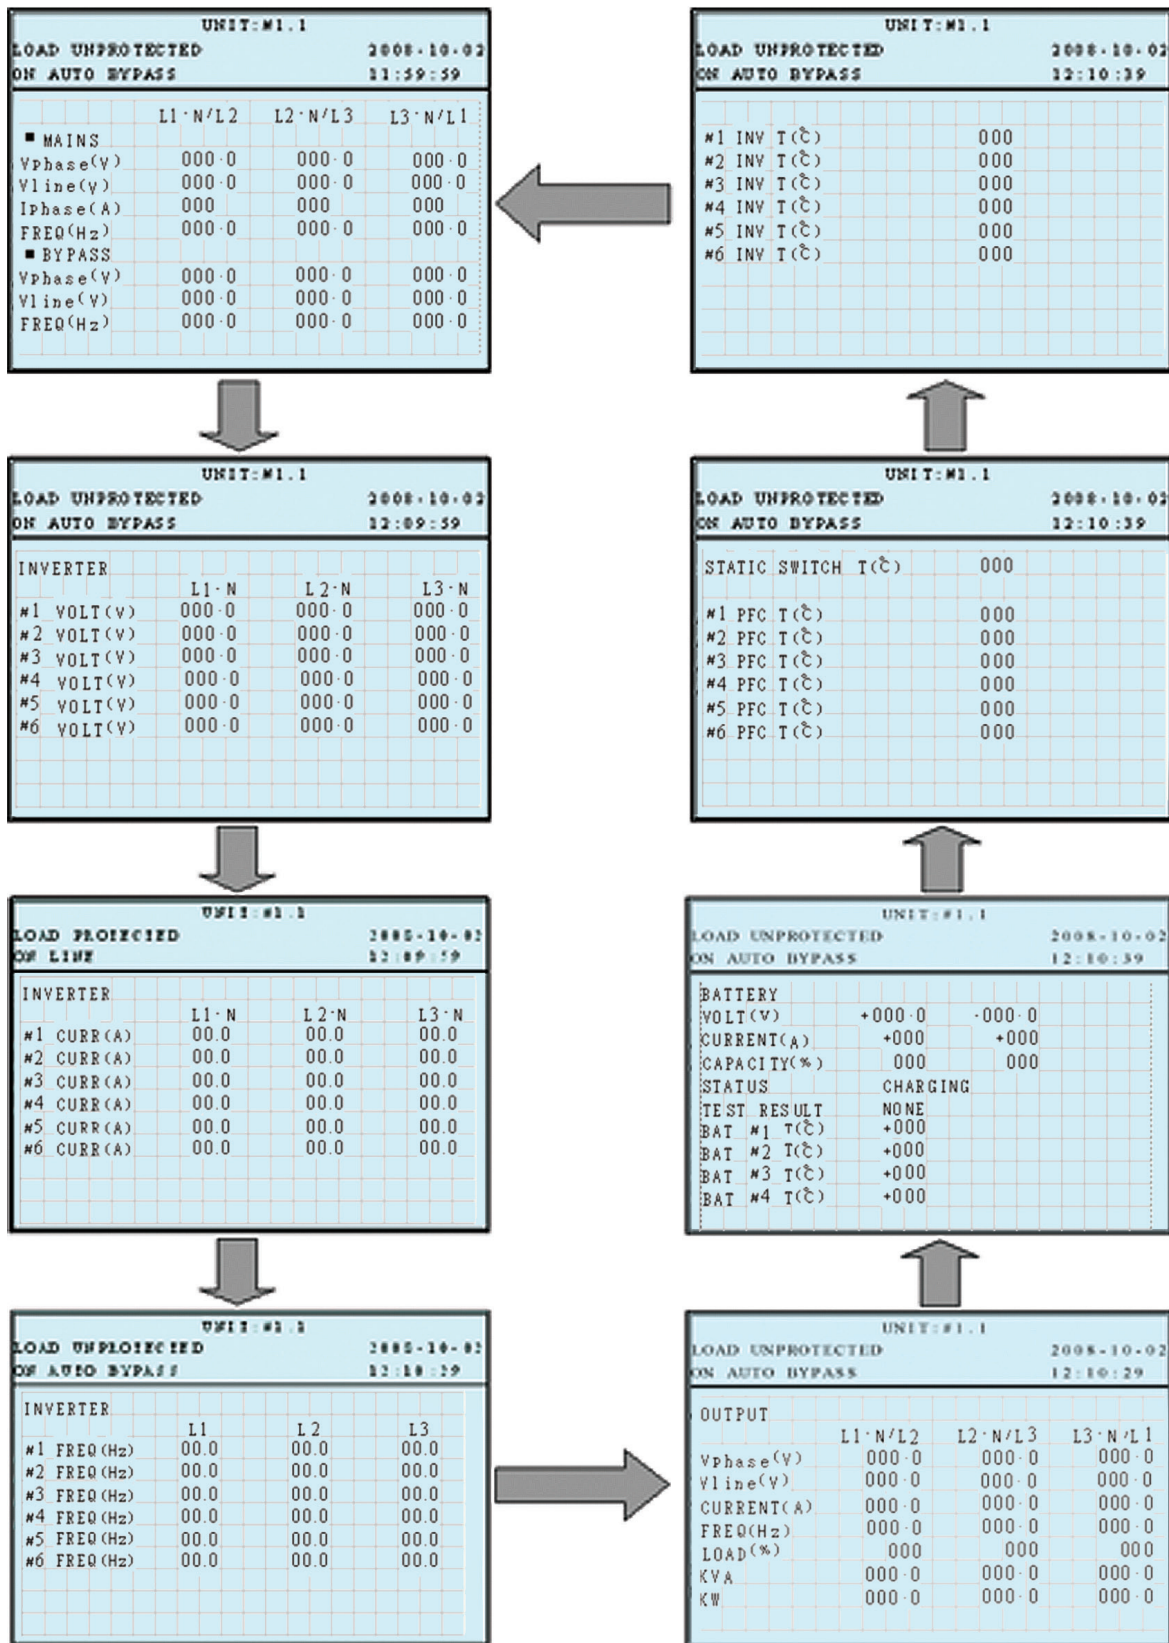 UNIT:#1.1
LOAD UNPROTECTED 2008-10-02
ON AUTO BYPASS 11:59:59
L1-N/L2 L2-N/L3 L3-N/L1
■ MAINS
Vphase(V) 000.0 000.0 000.0
Vline(V) 000.0 000.0 000.0
Iphase(A) 000 000 000
FREQ(Hz) 000.0 000.0 000.0
■ BYPASS
Vphase(V) 000.0 000.0 000.0
Vline(V) 000.0 000.0 000.0
FREQ(Hz) 000.0 000.0 000.0
UNIT:#1.1
LOAD UNPROTECTED 2008-10-02
ON AUTO BYPASS 12:09:59
INVERTER
L1-N L2-N L3-N
#1 VOLT(V) 000.0 000.0 000.0
#2 VOLT(V) 000.0 000.0 000.0
#3 VOLT(V) 000.0 000.0 000.0
#4 VOLT(V) 000.0 000.0 000.0
#5 VOLT(V) 000.0 000.0 000.0
#6 VOLT(V) 000.0 000.0 000.0
UNIT:#1.1
LOAD PROTECTED 2008-10-02
ON LINE 12:09:59
INVERTER
L1-N L2-N L3-N
#1 CURR(A) 00.0 00.0 00.0
#2 CURR(A) 00.0 00.0 00.0
#3 CURR(A) 00.0 00.0 00.0
#4 CURR(A) 00.0 00.0 00.0
#5 CURR(A) 00.0 00.0 00.0
#6 CURR(A) 00.0 00.0 00.0
UNIT:#1.1
LOAD UNPROTECTED 2008-10-02
ON AUTO BYPASS 12:10:29
INVERTER
L1 L2 L3
#1 FREQ(Hz) 00.0 00.0 00.0
#2 FREQ(Hz) 00.0 00.0 00.0
#3 FREQ(Hz) 00.0 00.0 00.0
#4 FREQ(Hz) 00.0 00.0 00.0
#5 FREQ(Hz) 00.0 00.0 00.0
#6 FREQ(Hz) 00.0 00.0 00.0
UNIT:#1.1
LOAD UNPROTECTED 2008-10-02
ON AUTO BYPASS 12:10:29
OUTPUT
L1-N/L2 L2-N/L3 L3-N/L1
Vphase(V) 000.0 000.0 000.0
Vline(V) 000.0 000.0 000.0
CURRENT(A) 000.0 000.0 000.0
FREQ(Hz) 000.0 000.0 000.0
LOAD(%) 000 000 000
KVA 000.0 000.0 000.0
KW 000.0 000.0 000.0
UNIT:#1.1
LOAD UNPROTECTED 2008-10-02
ON AUTO BYPASS 12:10:39
BATTERY
VOLT(V) +000.0 -000.0
CURRENT(A) +000 +000
CAPACITY(%) 000 000
STATUS CHARGING
TEST RESULT NONE
BAT #1 T(℃) +000
BAT #2 T(℃) +000
BAT #3 T(℃) +000
BAT #4 T(℃) +000
UNIT:#1.1
LOAD UNPROTECTED 2008-10-02
ON AUTO BYPASS 12:10:39
STATIC SWITCH T(℃) 000
#1 PFC T(℃) 000
#2 PFC T(℃) 000
#3 PFC T(℃) 000
#4 PFC T(℃) 000
#5 PFC T(℃) 000
#6 PFC T(℃) 000
UNIT:#1.1
LOAD UNPROTECTED 2008-10-02
ON AUTO BYPASS 12:10:39
#1 INV T(℃) 000
#2 INV T(℃) 000
#3 INV T(℃) 000
#4 INV T(℃) 000
#5 INV T(℃) 000
#6 INV T(℃) 000